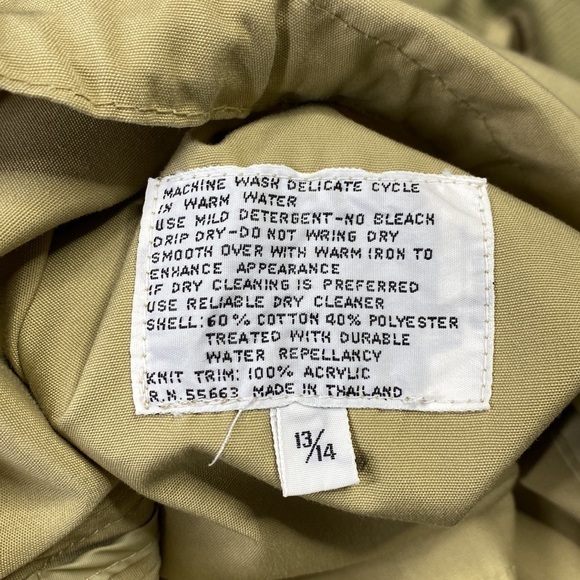 MACHINE WASH DELICATE CYCLE
IN WARM WATER
USE MILD DETERGENT-NO BLEACH
DRIP DRY-DO NOT WRING DRY
SMOOTH OVER WITH WARM IRON TO
ENHANCE APPEARANCE
IF DRY CLEANING IS PREFERRED
USE RELIABLE DRY CLEANER
SHELL: 60% COTTON 40% POLYESTER
TREATED WITH DURABLE
WATER REPELLANCY
KNIT TRIM: 100% ACRYLIC
R.N. 55663 MADE IN THAILAND
13/14